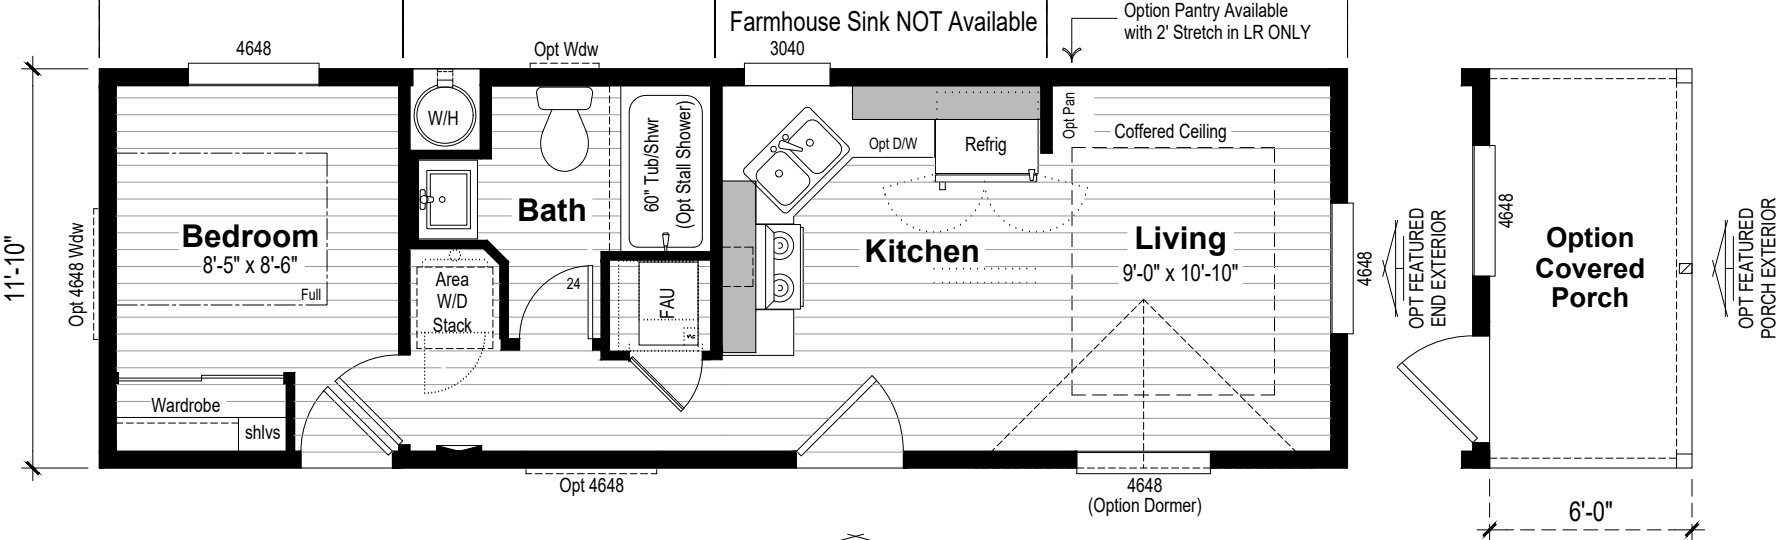 Farmhouse Sink NOT Available
Option Pantry Available
with 2' Stretch in LR ONLY
4648
Opt Wdw
3040
W/H
60" Tub/Shwr
(Opt Stall Shower)
Opt D/W
Refrig
Opt Pan
Coffered Ceiling
Bath
Bedroom
8'-5" x 8'-6"
Full
Kitchen
Living
9'-0" x 10'-10"
4648
OPT FEATURED
END EXTERIOR
4648
Option
Covered
Porch
OPT FEATURED
PORCH EXTERIOR
11'-10"
Opt 4648 Wdw
Area
W/D
Stack
24
FAU
Wardrobe
shlvs
Opt 4648
4648
(Option Dormer)
6'-0"